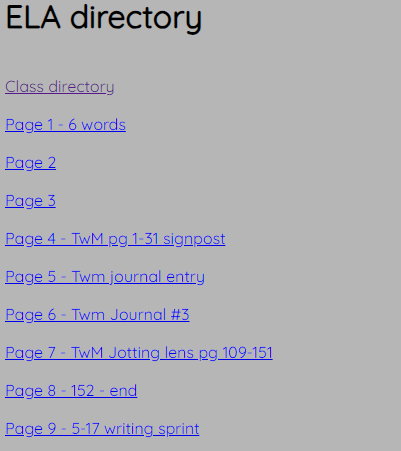 ELA directory
Class directory
Page 1 - 6 words
Page 2
Page 3
Page 4 - TwM pg 1-31 signpost
Page 5 - Twm journal entry
Page 6 - Twm Journal #3
Page 7 - TwM Jotting lens pg 109-151
Page 8 - 152 - end
Page 9 - 5-17 writing sprint